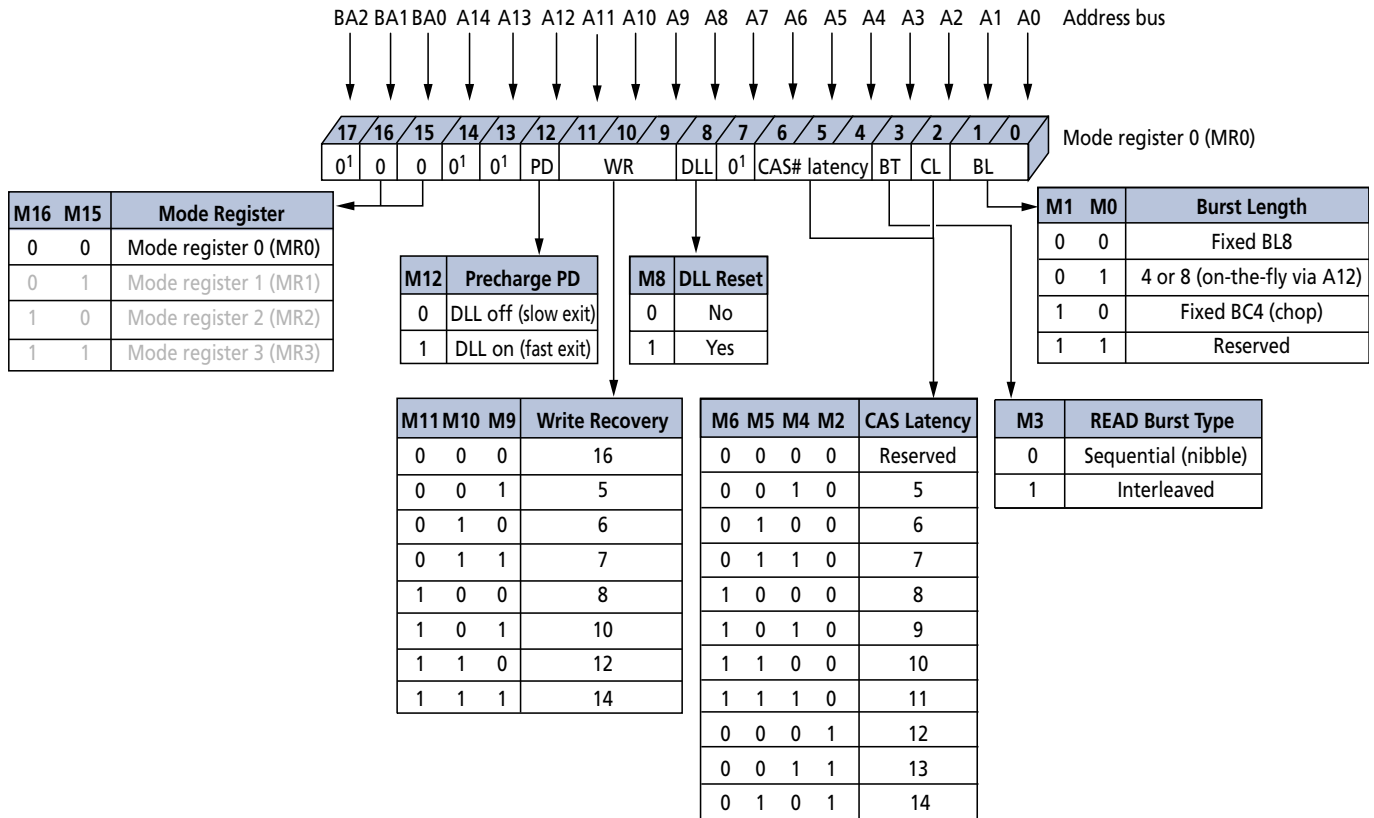 BA2 BA1 BA0 A14 A13 A12 A11 A10 A9 A8 A7 A6 A5 A4 A3 A2 A1 A0 Address bus
17 16 15 14 13 12 11 10 9 8 7 6 5 4 3 2 1 0
Mode register 0 (MR0)
0¹ 0 0 0¹ 0¹ PD WR DLL 0¹ CAS# latency BT CL BL
M16 M15 Mode Register
0 0 Mode register 0 (MR0)
0 1 Mode register 1 (MR1)
1 0 Mode register 2 (MR2)
1 1 Mode register 3 (MR3)
M12 Precharge PD
0 DLL off (slow exit)
1 DLL on (fast exit)
M8 DLL Reset
0 No
1 Yes
M1 M0 Burst Length
0 0 Fixed BL8
0 1 4 or 8 (on-the-fly via A12)
1 0 Fixed BC4 (chop)
1 1 Reserved
M11 M10 M9 Write Recovery
0 0 0 16
0 0 1 5
0 1 0 6
0 1 1 7
1 0 0 8
1 0 1 10
1 1 0 12
1 1 1 14
M6 M5 M4 M2 CAS Latency
0 0 0 0 Reserved
0 0 1 0 5
0 1 0 0 6
0 1 1 0 7
1 0 0 0 8
1 0 1 0 9
1 1 0 0 10
1 1 1 0 11
0 0 0 1 12
0 0 1 1 13
0 1 0 1 14
M3 READ Burst Type
0 Sequential (nibble)
1 Interleaved